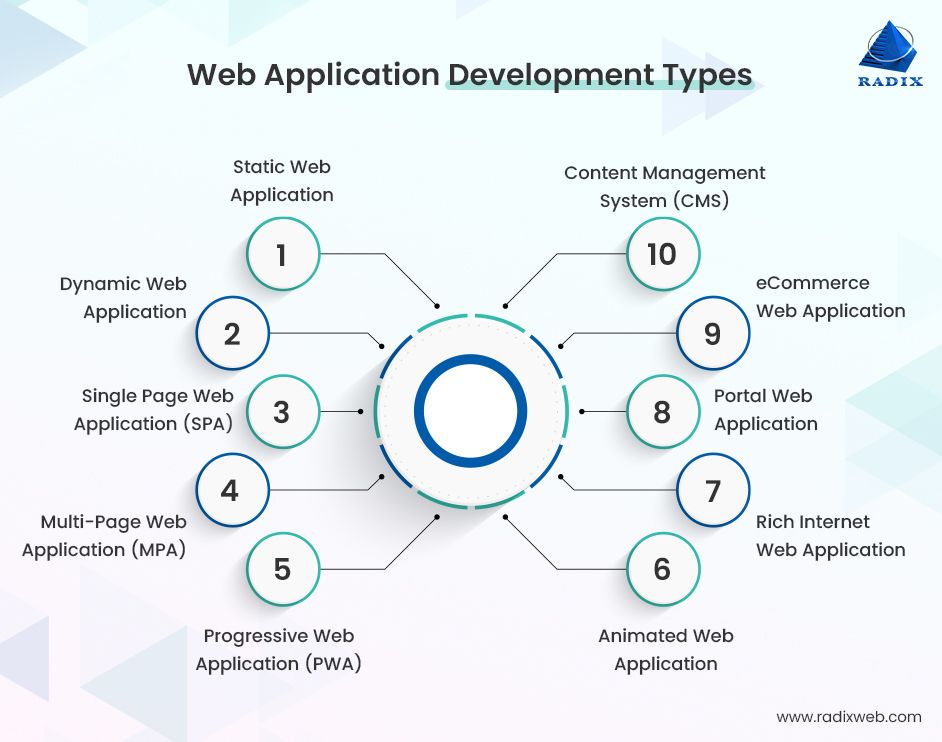 Web Application Development Types
RADIX
Static Web
Application
1
Dynamic Web
Application
2
Single Page Web
Application (SPA)
3
4
Multi-Page Web
Application (MPA)
5
Progressive Web
Application (PWA)
Content Management
System (CMS)
10
eCommerce
Web Application
9
8
Portal Web
Application
7
Rich Internet
Web Application
6
Animated Web
Application
www.radixweb.com